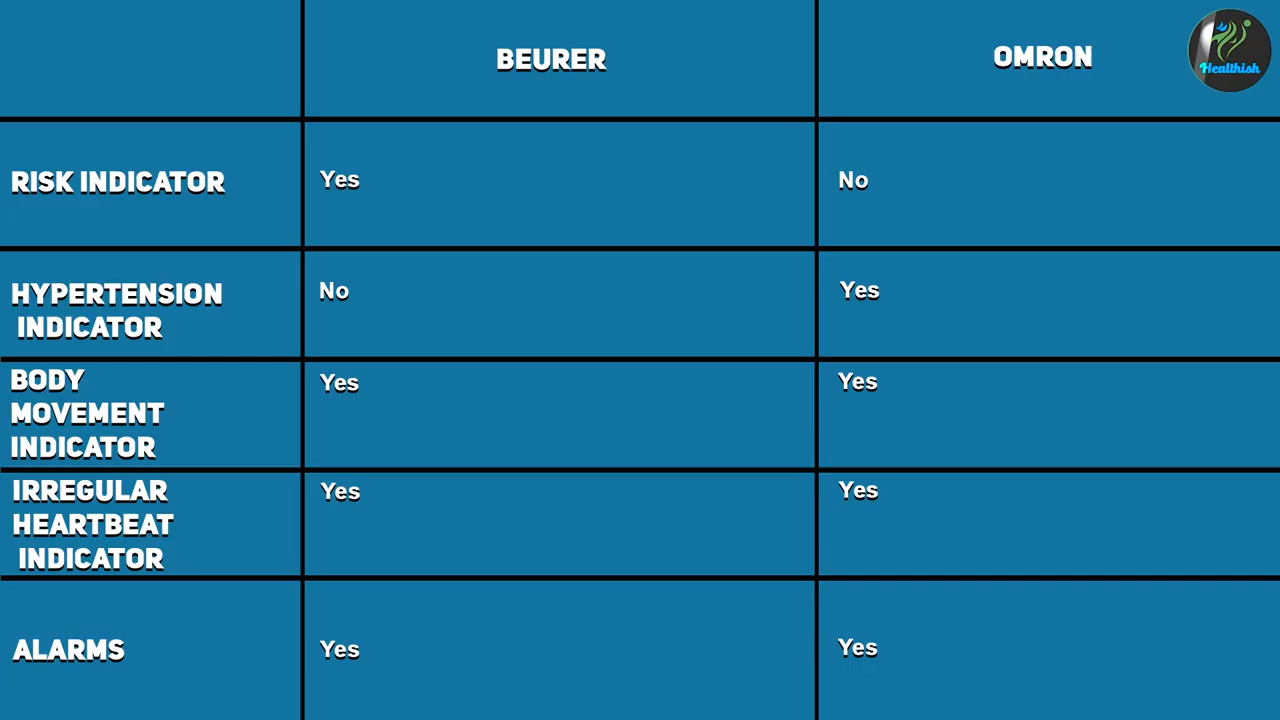 BEURER
OMRON
Healthish
RISK INDICATOR
Yes
No
HYPERTENSION
INDICATOR
No
Yes
BODY
MOVEMENT
INDICATOR
Yes
Yes
IRREGULAR
HEARTBEAT
INDICATOR
Yes
Yes
ALARMS
Yes
Yes